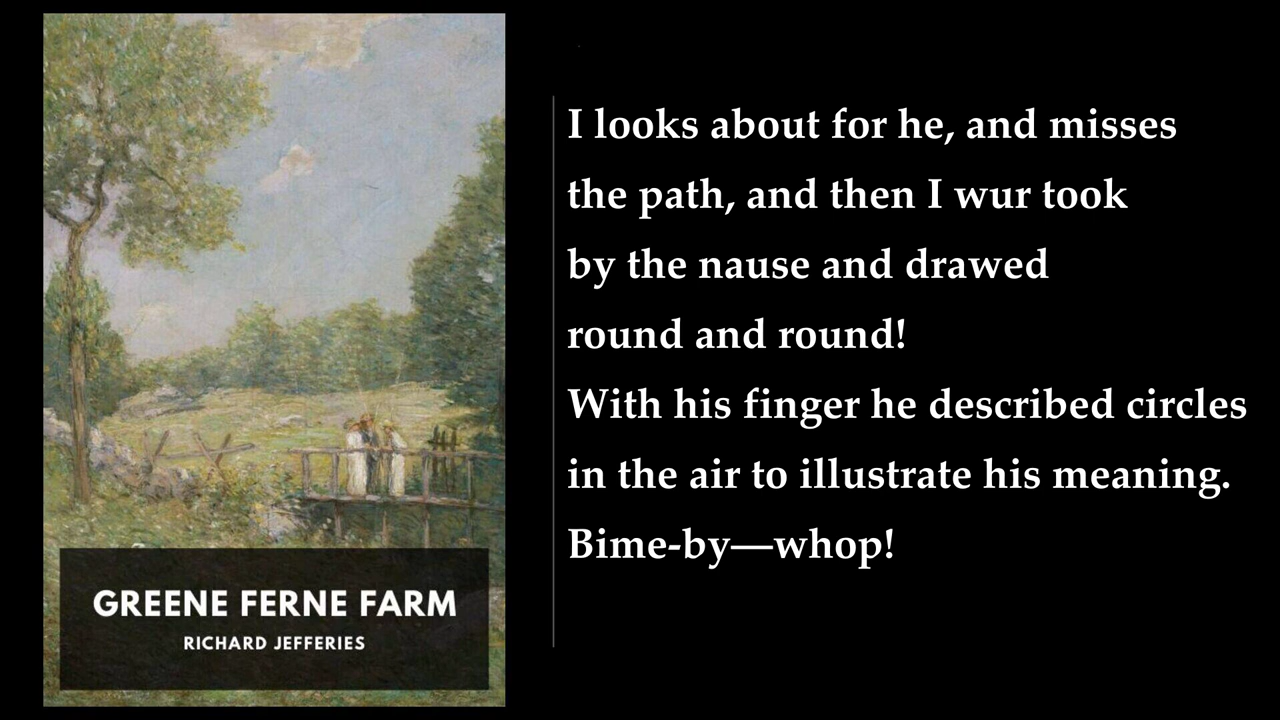 I looks about for he, and misses
the path, and then I wur took
by the nause and drawed
round and round!
With his finger he described circles
in the air to illustrate his meaning.
Bime-by—whop!
GREENE FERNE FARM
RICHARD JEFFERIES